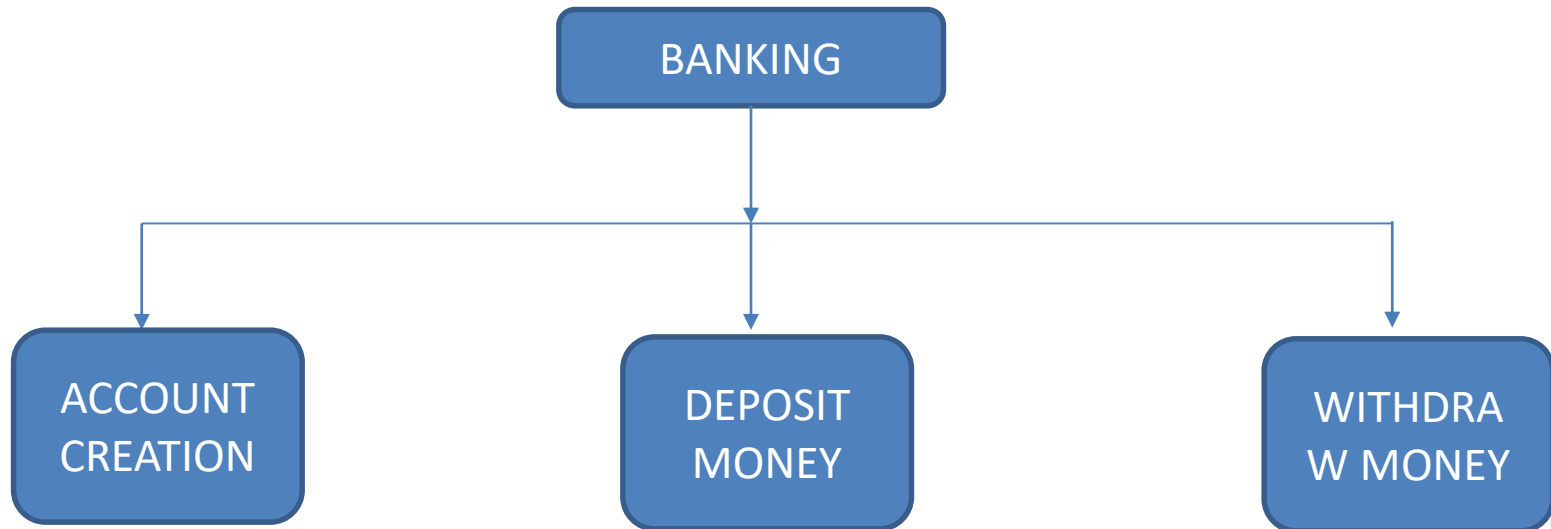 BANKING
ACCOUNT
CREATION
DEPOSIT
MONEY
WITHDRA
W MONEY